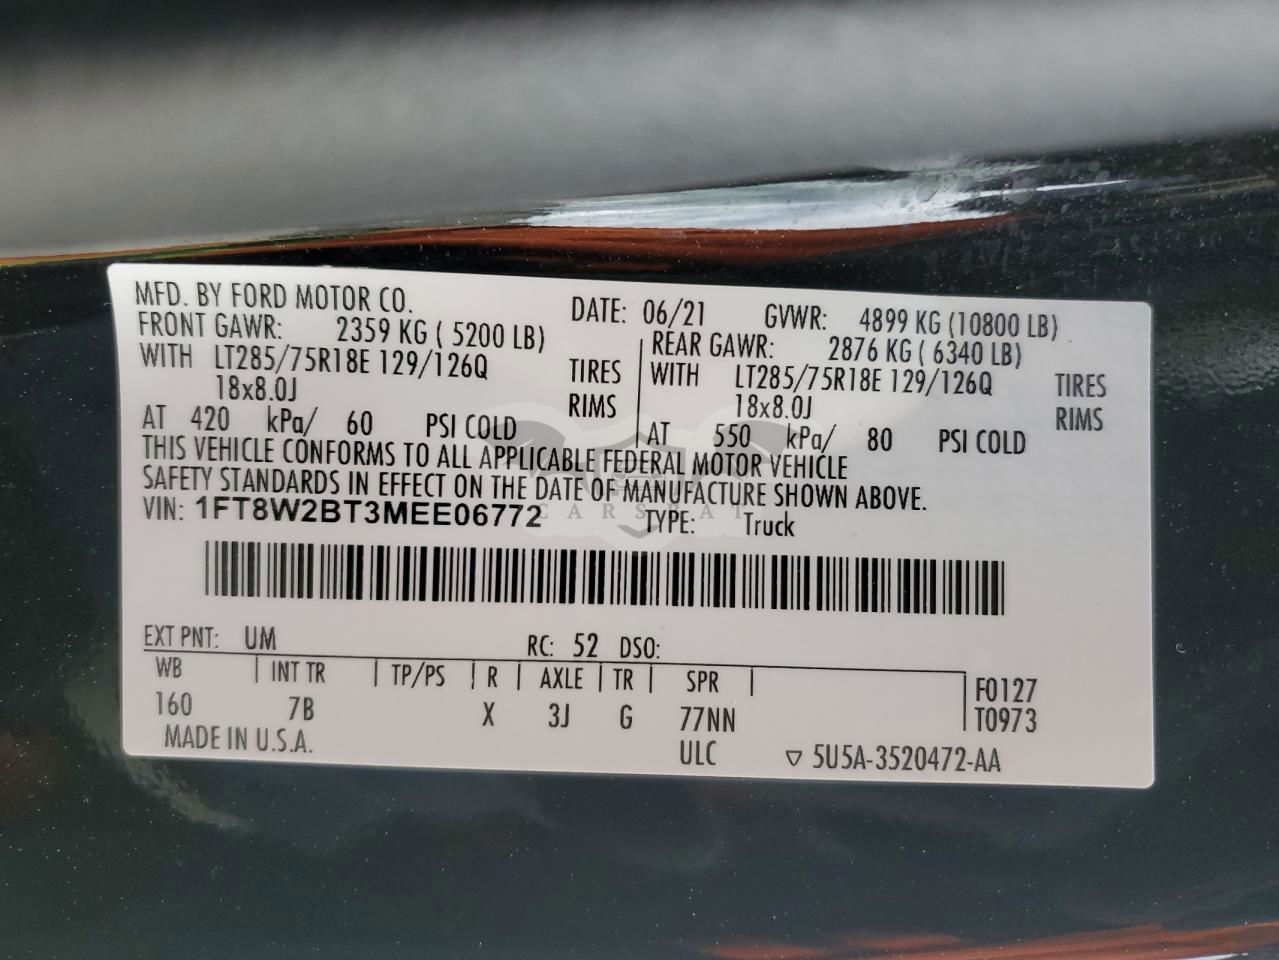 MFD. BY FORD MOTOR CO. DATE: 06/21 GVWR: 4899 KG (10800 LB)
FRONT GAWR: 2359 KG ( 5200 LB) REAR GAWR: 2876 KG ( 6340 LB)
WITH LT285/75R18E 129/126Q TIRES WITH LT285/75R18E 129/126Q TIRES
18x8.0J RIMS 18x8.0J RIMS
AT 420 kPa/ 60 PSI COLD AT 550 kPa/ 80 PSI COLD
THIS VEHICLE CONFORMS TO ALL APPLICABLE FEDERAL MOTOR VEHICLE
SAFETY STANDARDS IN EFFECT ON THE DATE OF MANUFACTURE SHOWN ABOVE.
VIN: 1FT8W2BT3MEE06772 TYPE: Truck
CARSBAT
EXT PNT: UM RC: 52 DSO:
WB INT TR TP/PS R AXLE TR SPR F0127
160 7B X 3J G 77NN T0973
MADE IN U.S.A. ULC ▽ 5U5A-3520472-AA